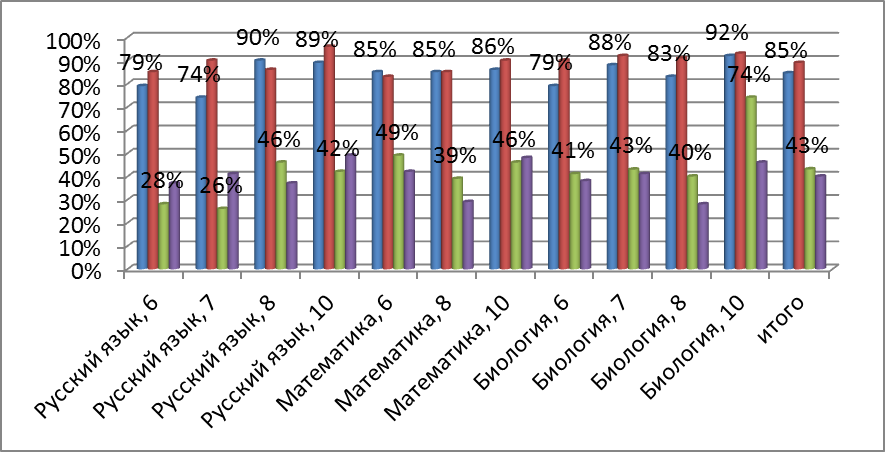 100%
90%
80%
70%
60%
50%
40%
30%
20%
10%
0%
79% 74% 90% 89% 85% 85% 86% 79% 88% 83% 92% 85%
28% 26% 46% 42% 49% 39% 46% 41% 43% 40% 74% 43%
Русский язык, 6
Русский язык, 7
Русский язык, 8
Русский язык, 10
Математика, 6
Математика, 8
Математика, 10
Биология, 6
Биология, 7
Биология, 8
Биология, 10
итого